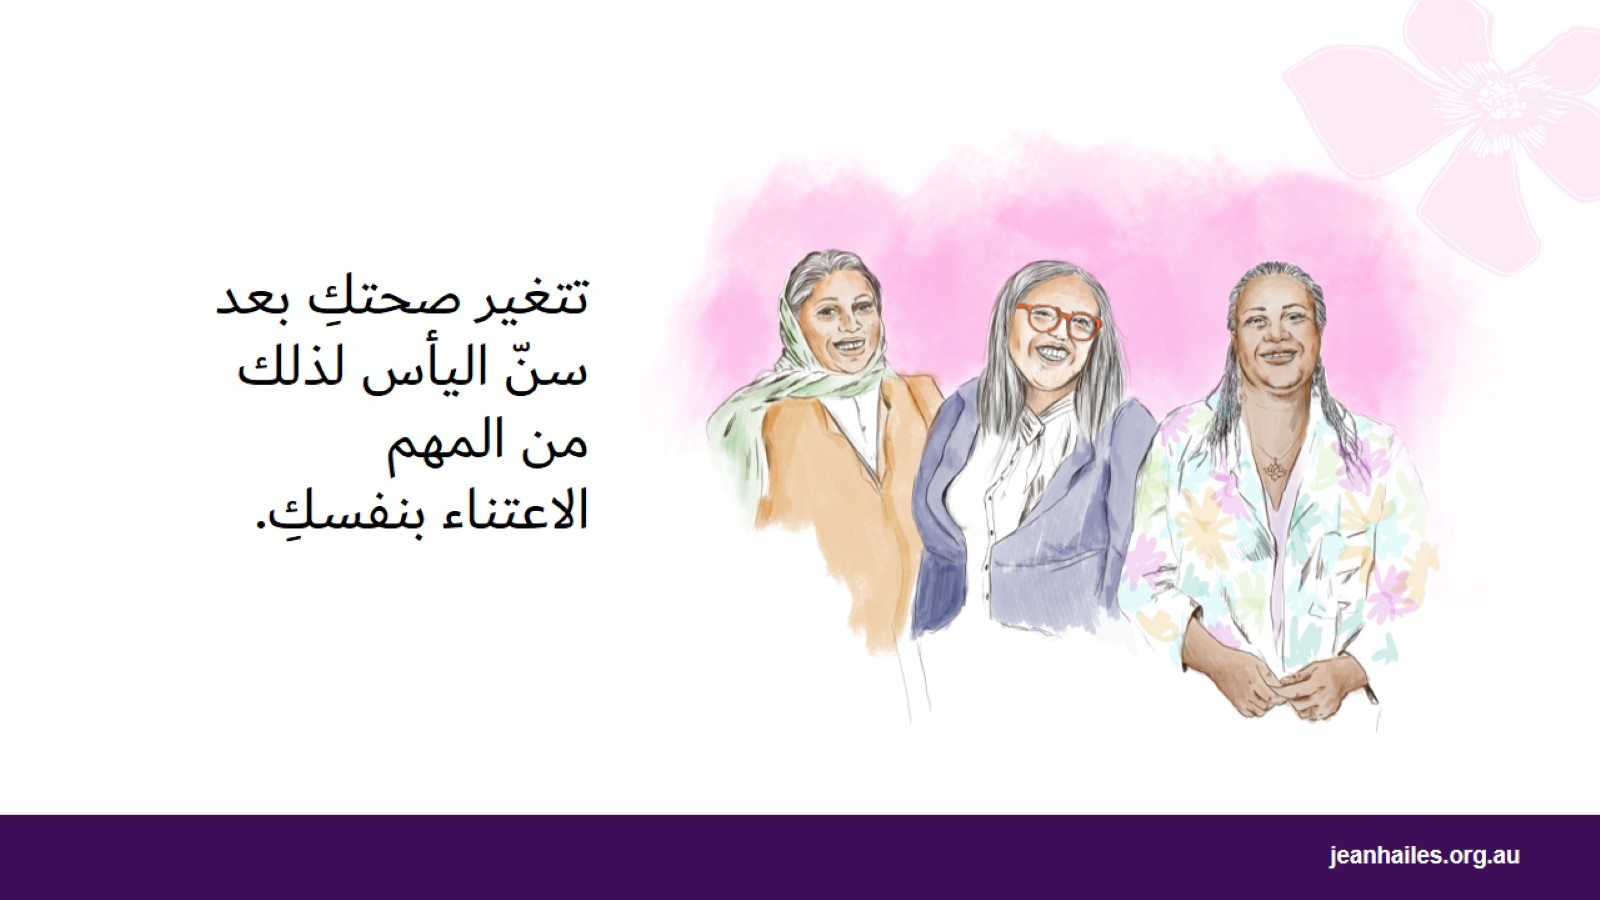 تتغير صحتكِ بعد
سنّ اليأس لذلك
من المهم
الاعتناء بنفسكِ.
jeanhailes.org.au